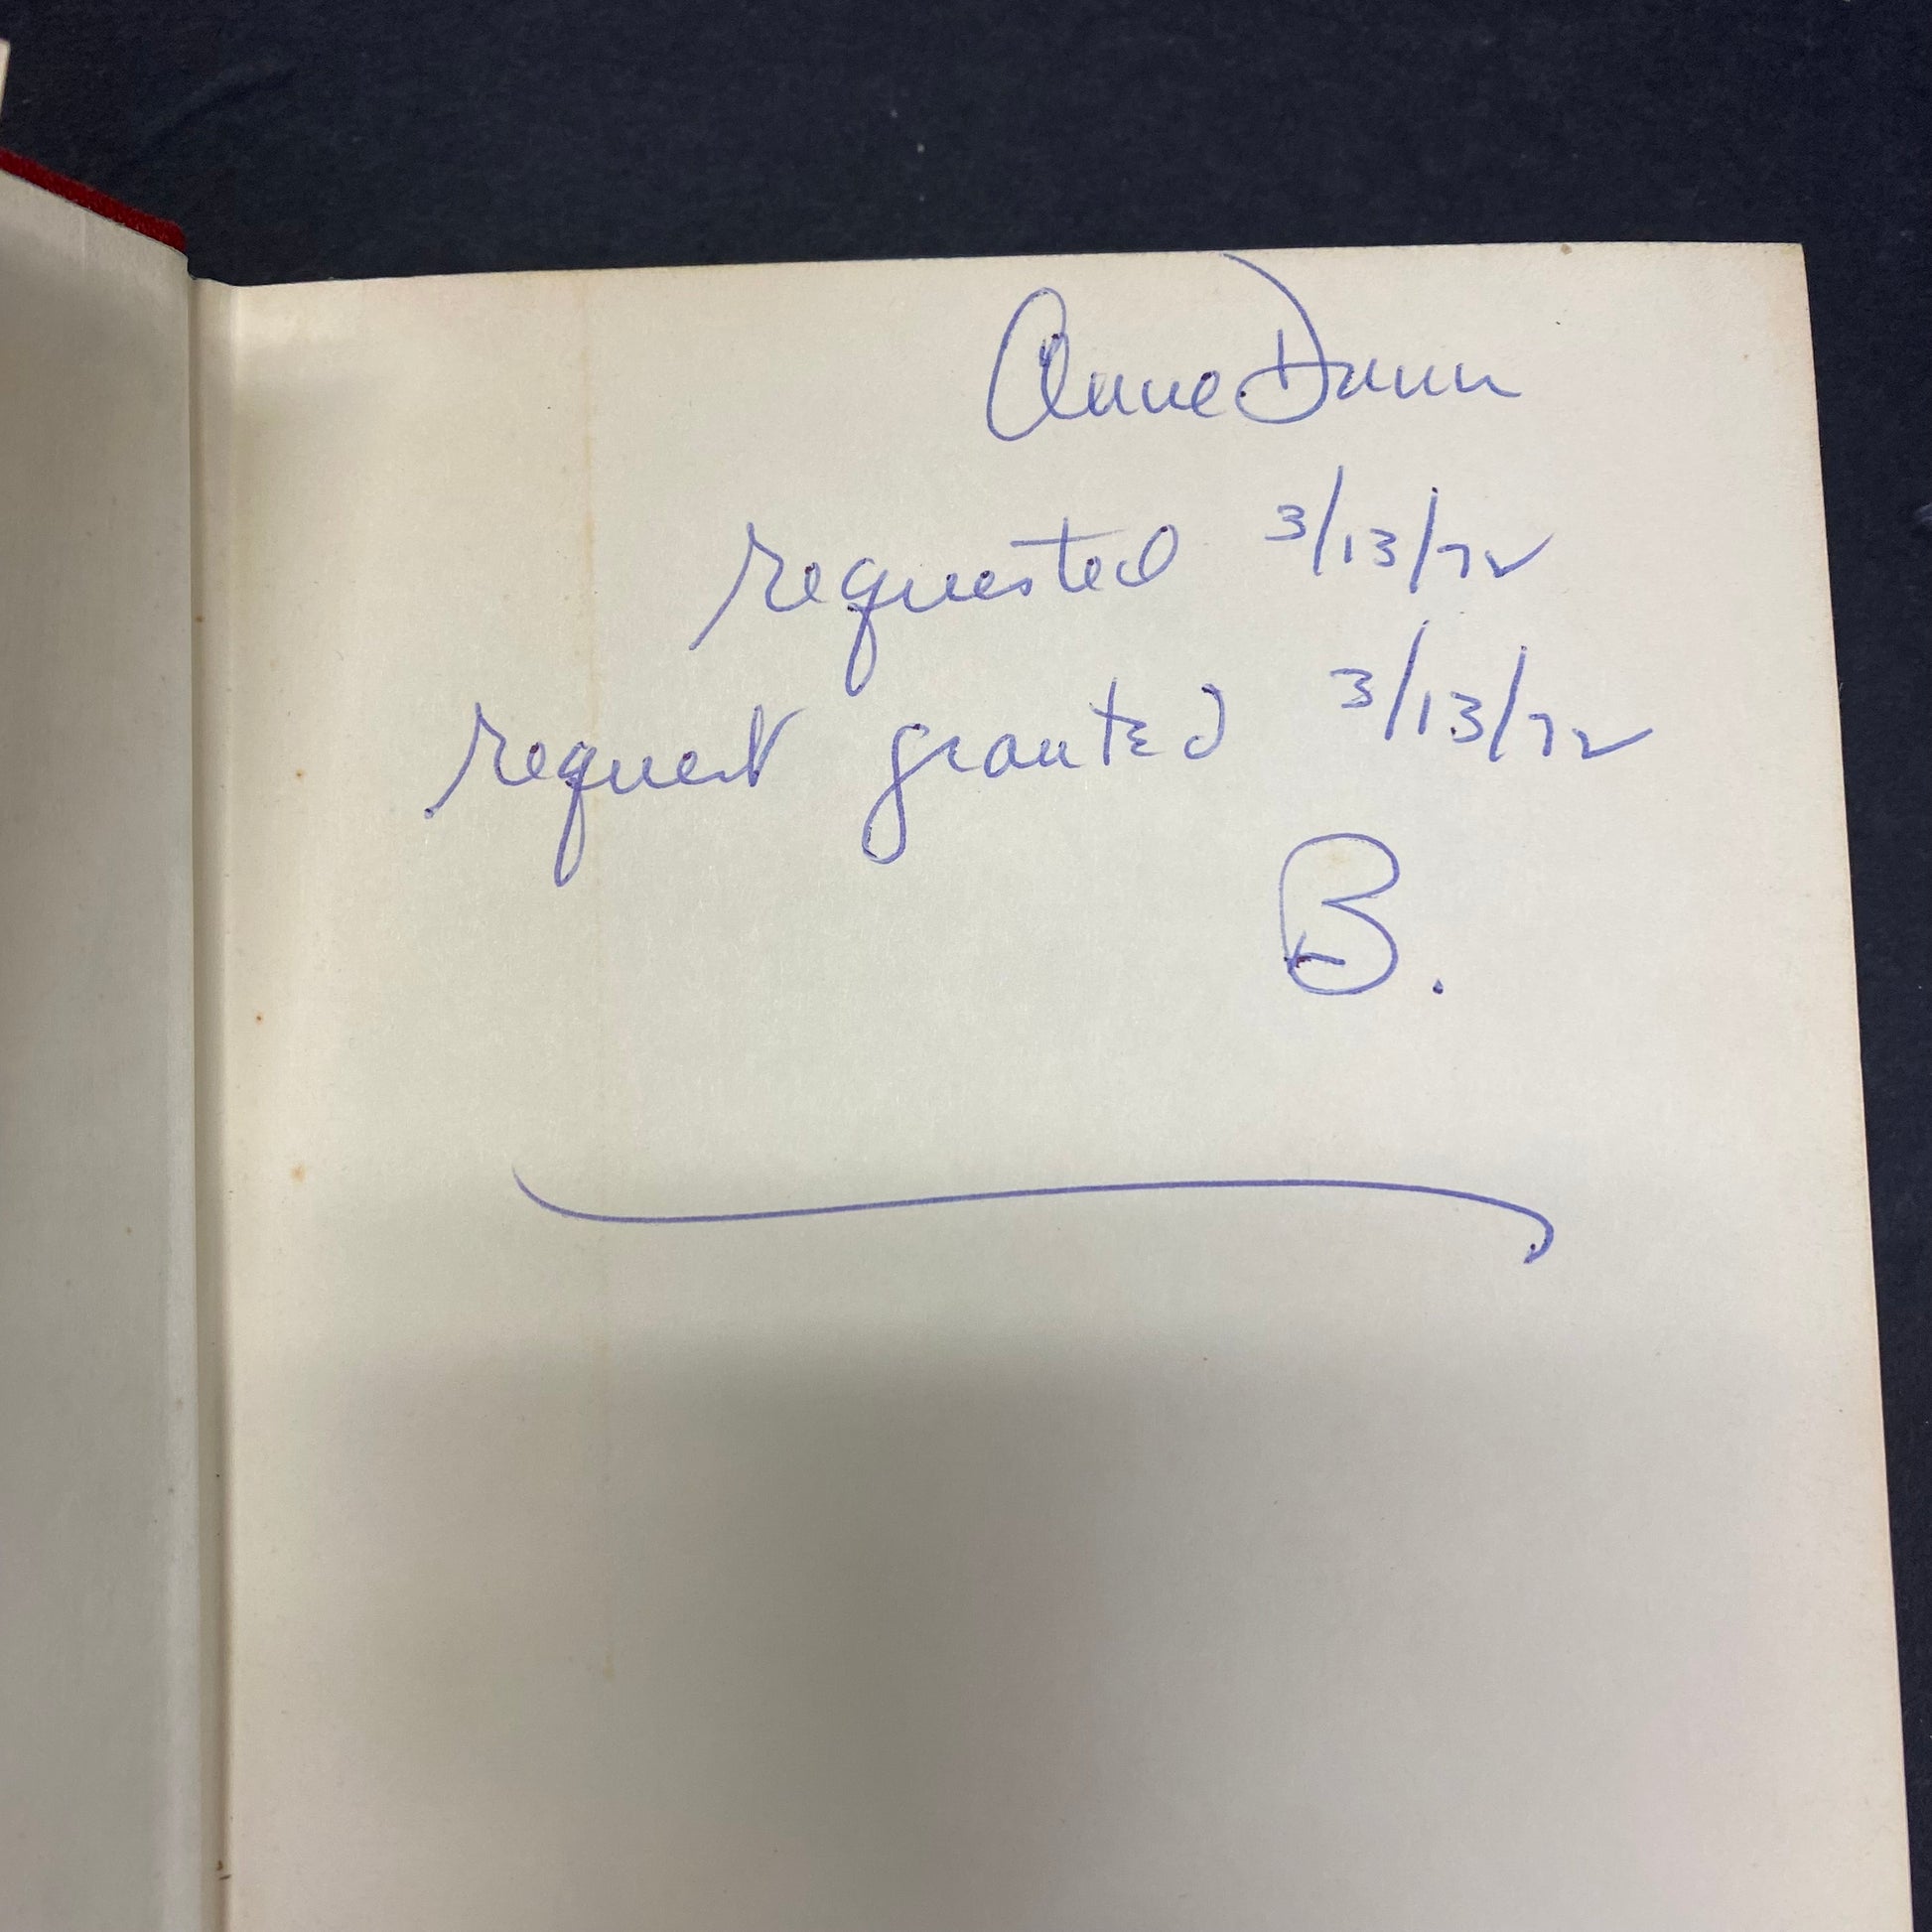 Anne Dunn
requested 3/13/72
request granted 3/13/72
B.